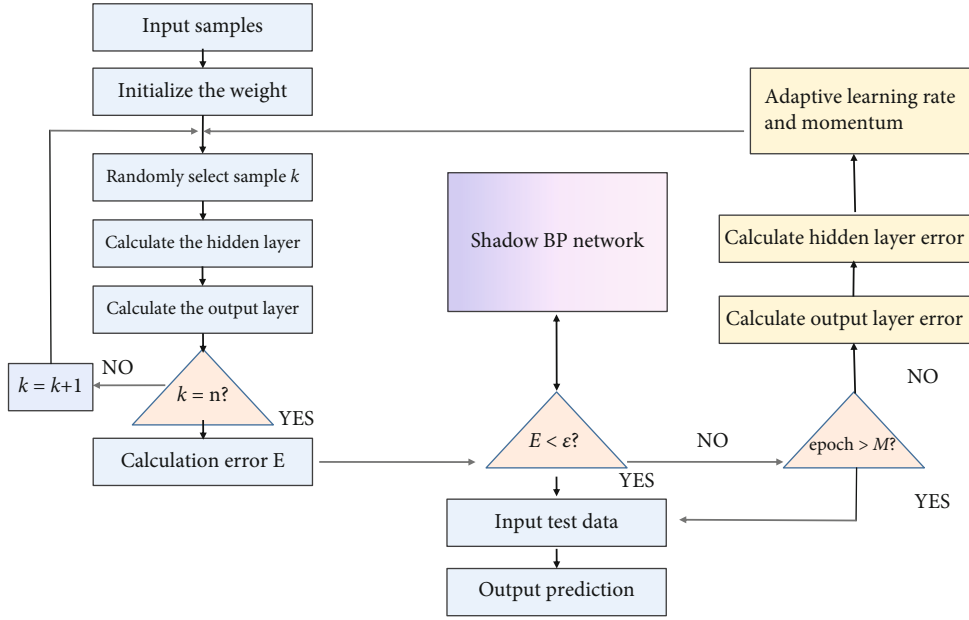 Input samples
Initialize the weight
Randomly select sample k
Calculate the hidden layer
Calculate the output layer
k = k+1
NO
k = n?
YES
Calculation error E
Shadow BP network
E < ε?
NO
YES
Input test data
Output prediction
Adaptive learning rate
and momentum
Calculate hidden layer error
Calculate output layer error
NO
epoch > M?
YES